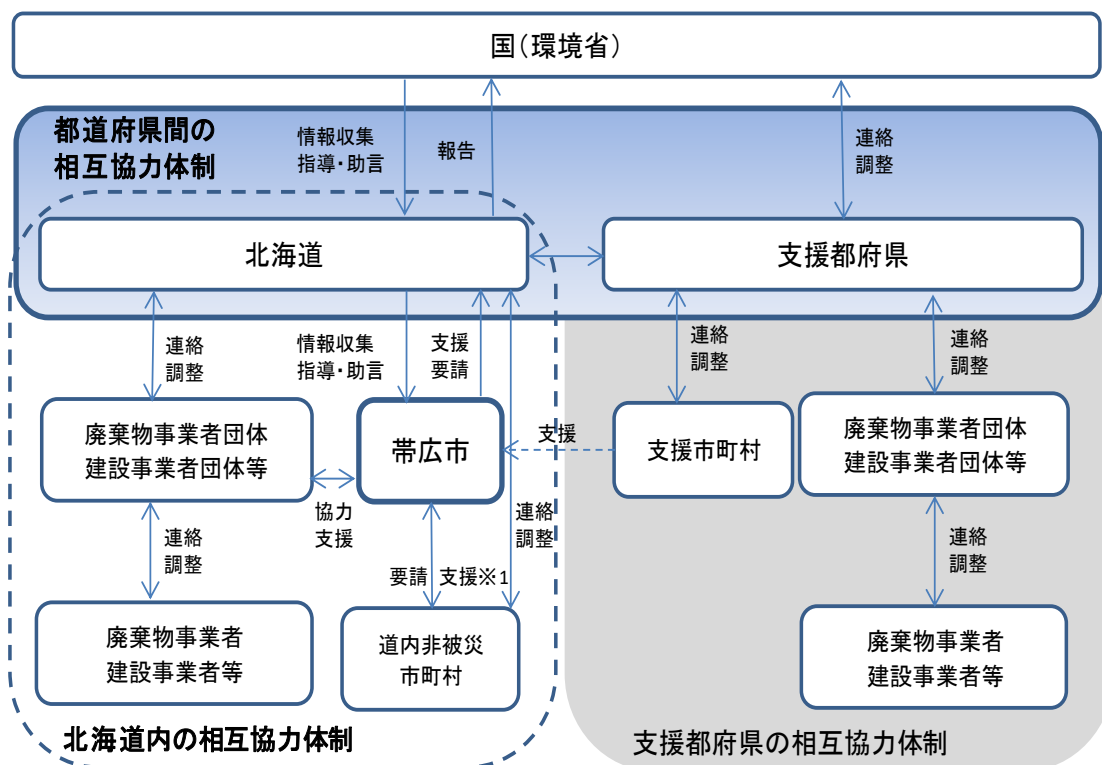 国(環境省)
都道府県間の
相互協力体制
情報収集
指導・助言
報告
連絡
調整
北海道
支援都府県
連絡
調整
情報収集
指導・助言
支援
要請
連絡
調整
連絡
調整
廃棄物事業者団体
建設事業者団体等
帯広市
支援
支援市町村
廃棄物事業者団体
建設事業者団体等
協力
支援
連絡
調整
連絡
調整
連絡
調整
要請
支援※1
廃棄物事業者
建設事業者等
道内非被災
市町村
廃棄物事業者
建設事業者等
北海道内の相互協力体制
支援都府県の相互協力体制